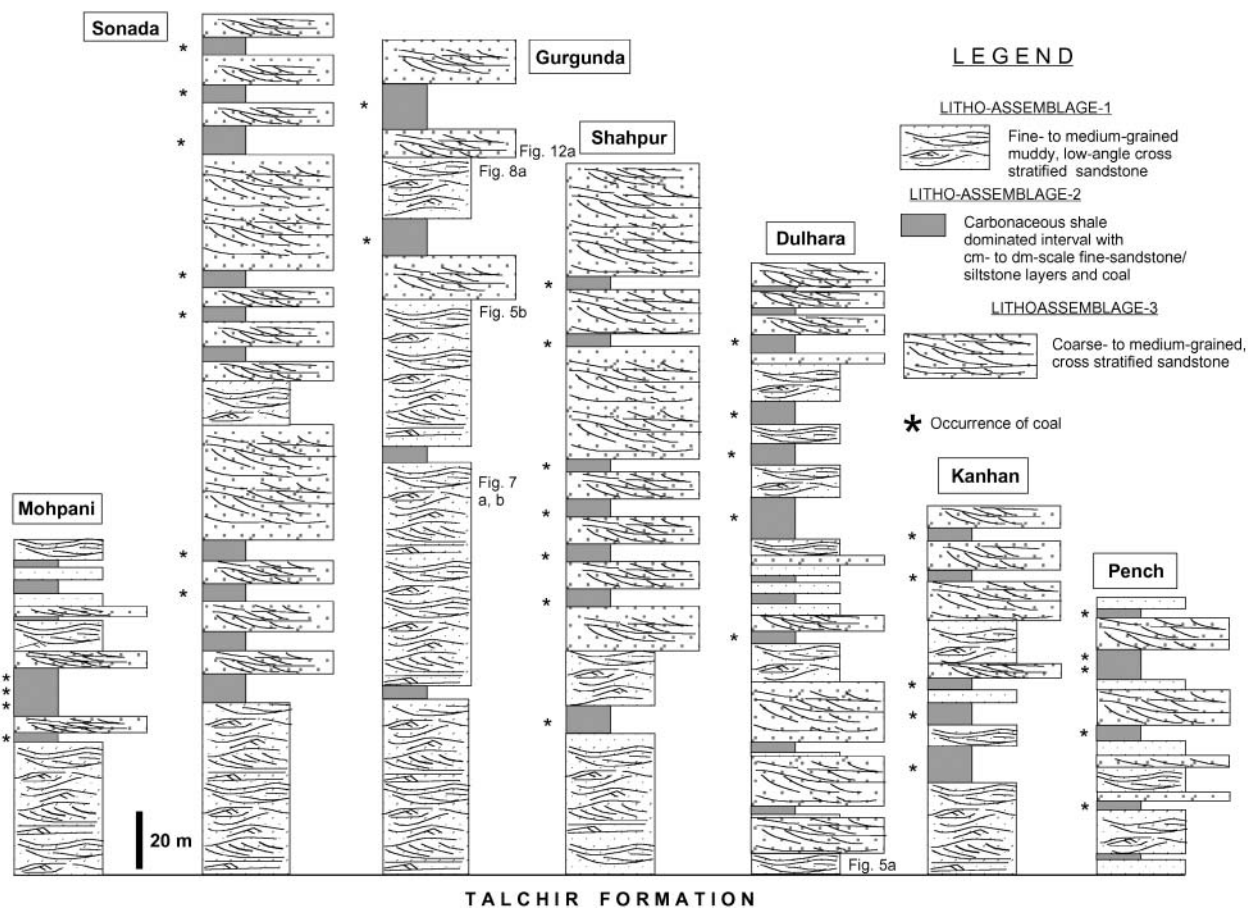 Sonada
Gurgunda
Fig. 12a
Fig. 8a
Fig. 5b
Fig. 7
a, b
Shahpur
Dulhara
Fig. 5a
Mohpani
Kanhan
Pench
20 m
LEGEND
LITHO-ASSEMBLAGE-1
Fine- to medium-grained
muddy, low-angle cross
stratified sandstone
LITHO-ASSEMBLAGE-2
Carbonaceous shale
dominated interval with
cm- to dm-scale fine-sandstone/
siltstone layers and coal
LITHOASSEMBLAGE-3
Coarse- to medium-grained,
cross stratified sandstone
* Occurrence of coal
TALCHIR FORMATION